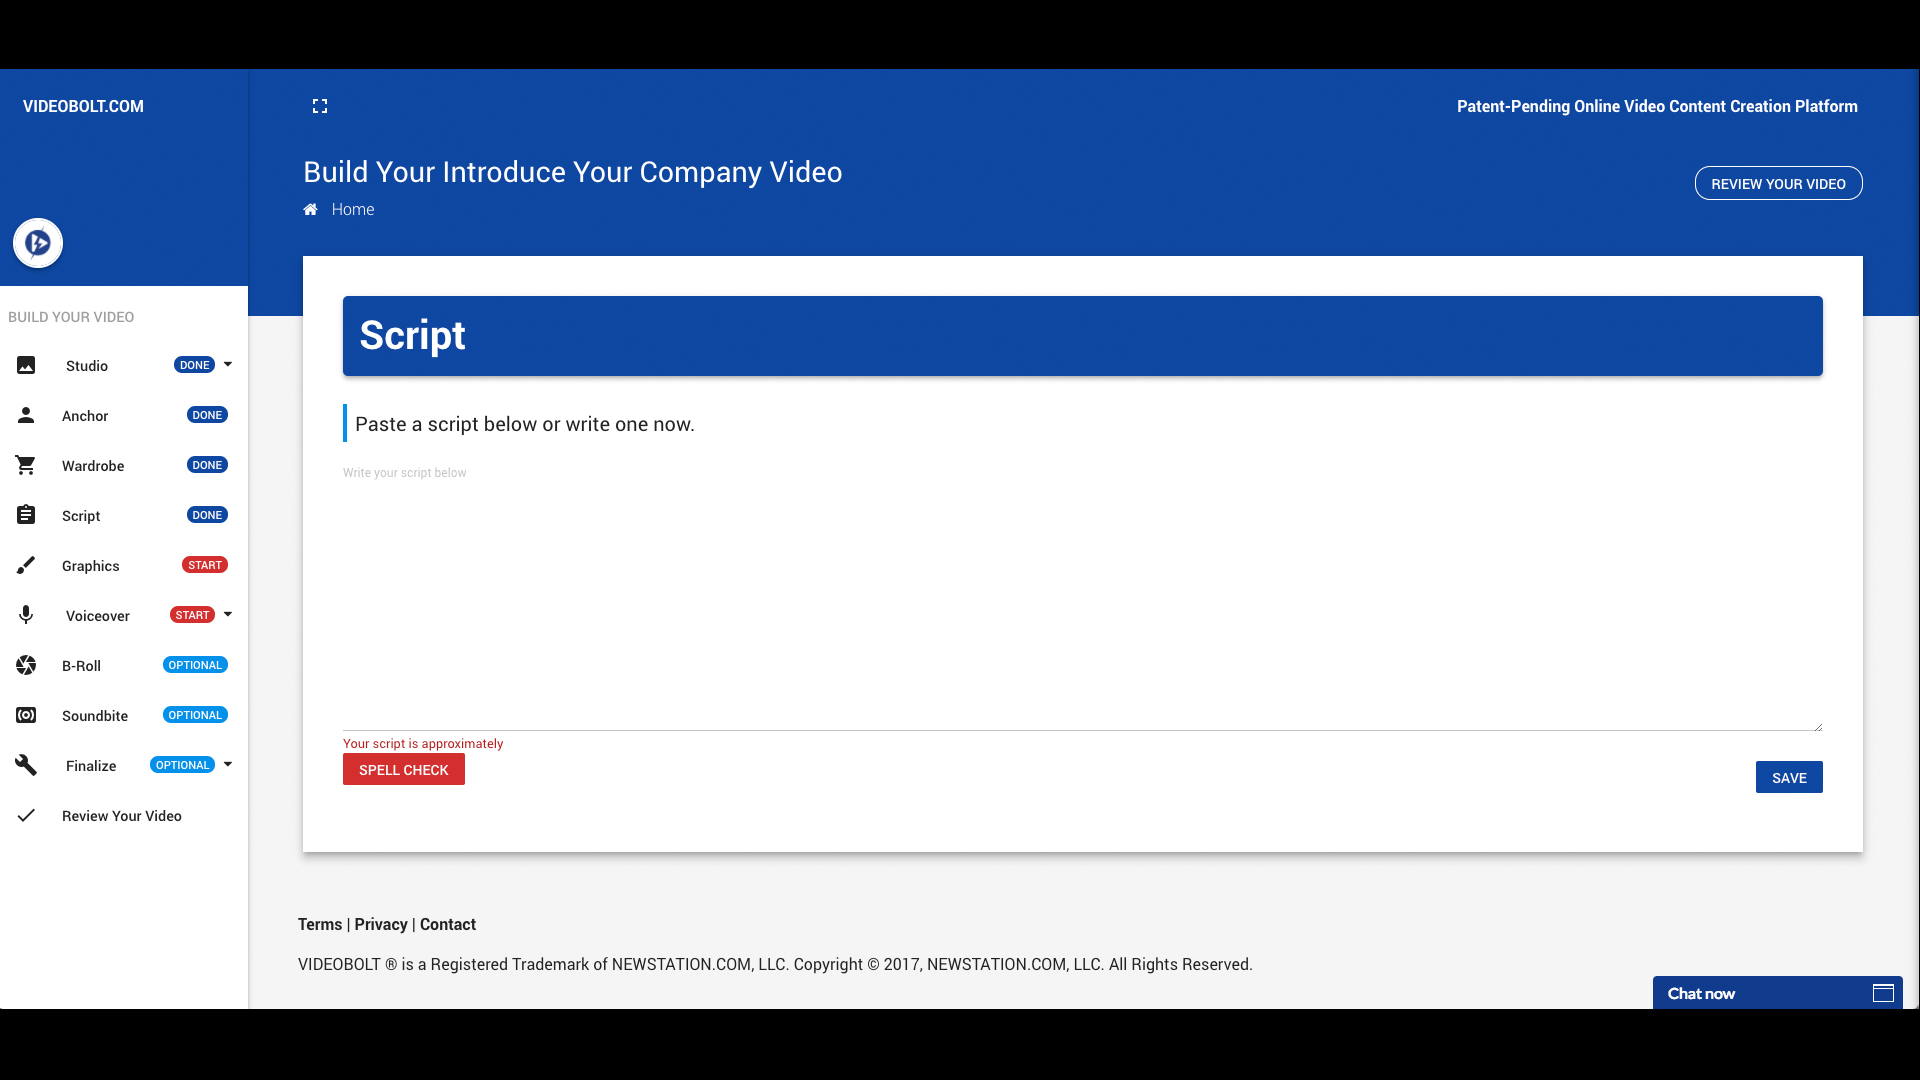 VIDEOBOLT.COM
Patent-Pending Online Video Content Creation Platform
Build Your Introduce Your Company Video
Home
REVIEW YOUR VIDEO
BUILD YOUR VIDEO
Studio DONE
Anchor DONE
Wardrobe DONE
Script DONE
Graphics START
Voiceover START
B-Roll OPTIONAL
Soundbite OPTIONAL
Finalize OPTIONAL
Review Your Video
Script
Paste a script below or write one now.
Write your script below
Your script is approximately
SPELL CHECK
SAVE
Terms | Privacy | Contact
VIDEOBOLT ® is a Registered Trademark of NEWSTATION.COM, LLC. Copyright © 2017, NEWSTATION.COM, LLC. All Rights Reserved.
Chat now